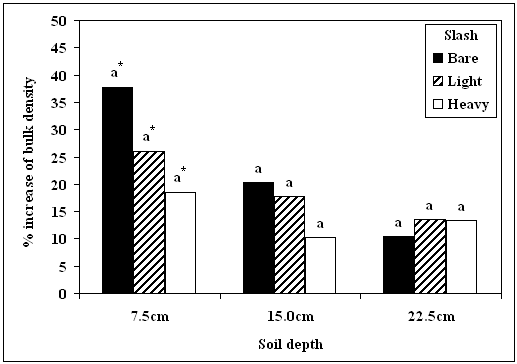 50
45
40
35
30
25
20
15
10
5
0
% increase of bulk density
Slash
Bare
Light
Heavy
a*
a*
a*
a
a
a
a
a
a
7.5cm
15.0cm
22.5cm
Soil depth